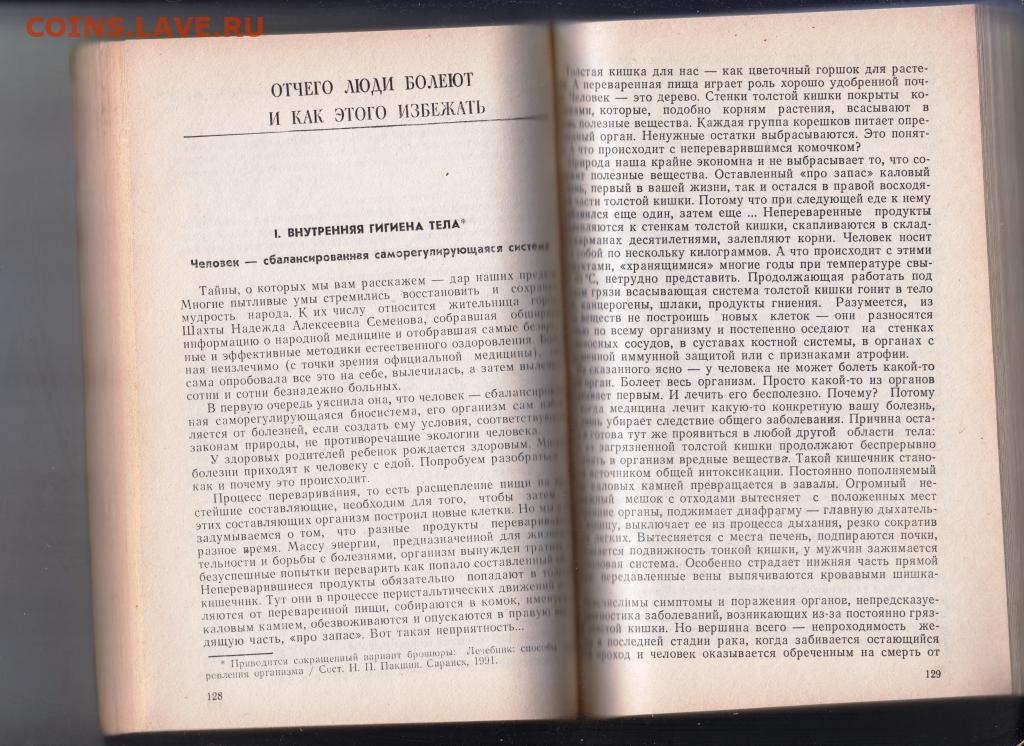 COINS.LAVE.RU
ОТЧЕГО ЛЮДИ БОЛЕЮТ
И КАК ЭТОГО ИЗБЕЖАТЬ
I. ВНУТРЕННЯЯ ГИГИЕНА ТЕЛА*
Человек — сбалансированная саморегулирующаяся система
Тайны, о которых мы вам расскажем — дар наших
Многие пытливые умы стремились восстановить и
мудрость народа. К их числу относится жительница
Шахты Надежда Алексеевна Семенова, собравшая
информацию о народной медицине и отобравшая самые
ные и эффективные методики естественного оздоровления.
ная неизлечимо (с точки зрения официальной медицины),
сама опробовала все это на себе, вылечилась, а затем
сотни и сотни безнадежно больных.
В первую очередь уяснила она, что человек —
ная саморегулирующаяся биосистема, его организм сам
ляется от болезней, если создать ему условия,
законам природы, не противоречащие экологии человека.
У здоровых родителей ребенок рождается здоровым.
болезни приходят к человеку с едой. Попробуем
как и почему это происходит.
Процесс переваривания, то есть расщепление пищи на
стейшие составляющие, необходим для того, чтобы затем
этих составляющих организм построил новые клетки. Но мы
задумываемся о том, что разные продукты
разное время. Массу энергии, предназначенной для
тельности и борьбы с болезнями, организм вынужден
безуспешные попытки переварить как попало составленный
Непереварившиеся продукты обязательно попадают в
кишечник. Тут они в процессе перистальтических движений
ляются от переваренной пищи, собираются в комок,
каловым камнем, обезвоживаются и опускаются в правую
дящую часть, «про запас». Вот такая неприятность...
* Приводится сокращенный вариант брошюры: Лечебник: способы
ровления организма / Сост. Н. П. Пакшин. Саранск, 1991.
128
кишка для нас — как цветочный горшок для расте-
А переваренная пища играет роль хорошо удобренной поч-
Человек — это дерево. Стенки толстой кишки покрыты ко-
которые, подобно корням растения, всасывают в
полезные вещества. Каждая группа корешков питает опре-
орган. Ненужные остатки выбрасываются. Это понят-
что происходит с непереварившимся комочком?
Природа наша крайне экономна и не выбрасывает то, что со-
полезные вещества. Оставленный «про запас» каловый
первый в вашей жизни, так и остался в правой восходя-
части толстой кишки. Потому что при следующей еде к нему
еще один, затем еще ... Непереваренные продукты
к стенкам толстой кишки, скапливаются в склад-
десятилетиями, залепляют корни. Человек носит
по нескольку килограммов. А что происходит с этими
«хранящимися» многие годы при температуре свы-
°С, нетрудно представить. Продолжающая работать под
грязи всасывающая система толстой кишки гонит в тело
канцерогены, шлаки, продукты гниения. Разумеется, из
веществ не построишь новых клеток — они разносятся
по всему организму и постепенно оседают на стенках
сосудов, в суставах костной системы, в органах с
иммунной защитой или с признаками атрофии.
сказанного ясно — у человека не может болеть какой-то
орган. Болеет весь организм. Просто какой-то из органов
первым. И лечить его бесполезно. Почему? Потому
медицина лечит какую-то конкретную вашу болезнь,
убирает следствие общего заболевания. Причина оста-
готова тут же проявиться в любой другой области тела:
загрязненной толстой кишки продолжают беспрерывно
в организм вредные вещества. Такой кишечник стано-
источником общей интоксикации. Постоянно пополняемый
каловых камней превращается в завалы. Огромный не-
мешок с отходами вытесняет с положенных мест
органы, поджимает диафрагму — главную дыхатель-
выключает ее из процесса дыхания, резко сократив
легких. Вытесняется с места печень, подпираются почки,
подвижность тонкой кишки, у мужчин зажимается
система. Особенно страдает нижняя часть прямой
передавленные вены выпячиваются кровавыми шишка-
симптомы и поражения органов, непредсказуе-
заболеваний, возникающих из-за постоянно гряз-
кишки. Но вершина всего — непроходимость же-
последней стадии рака, когда забивается остающийся
проход и человек оказывается обреченным на смерть от
129